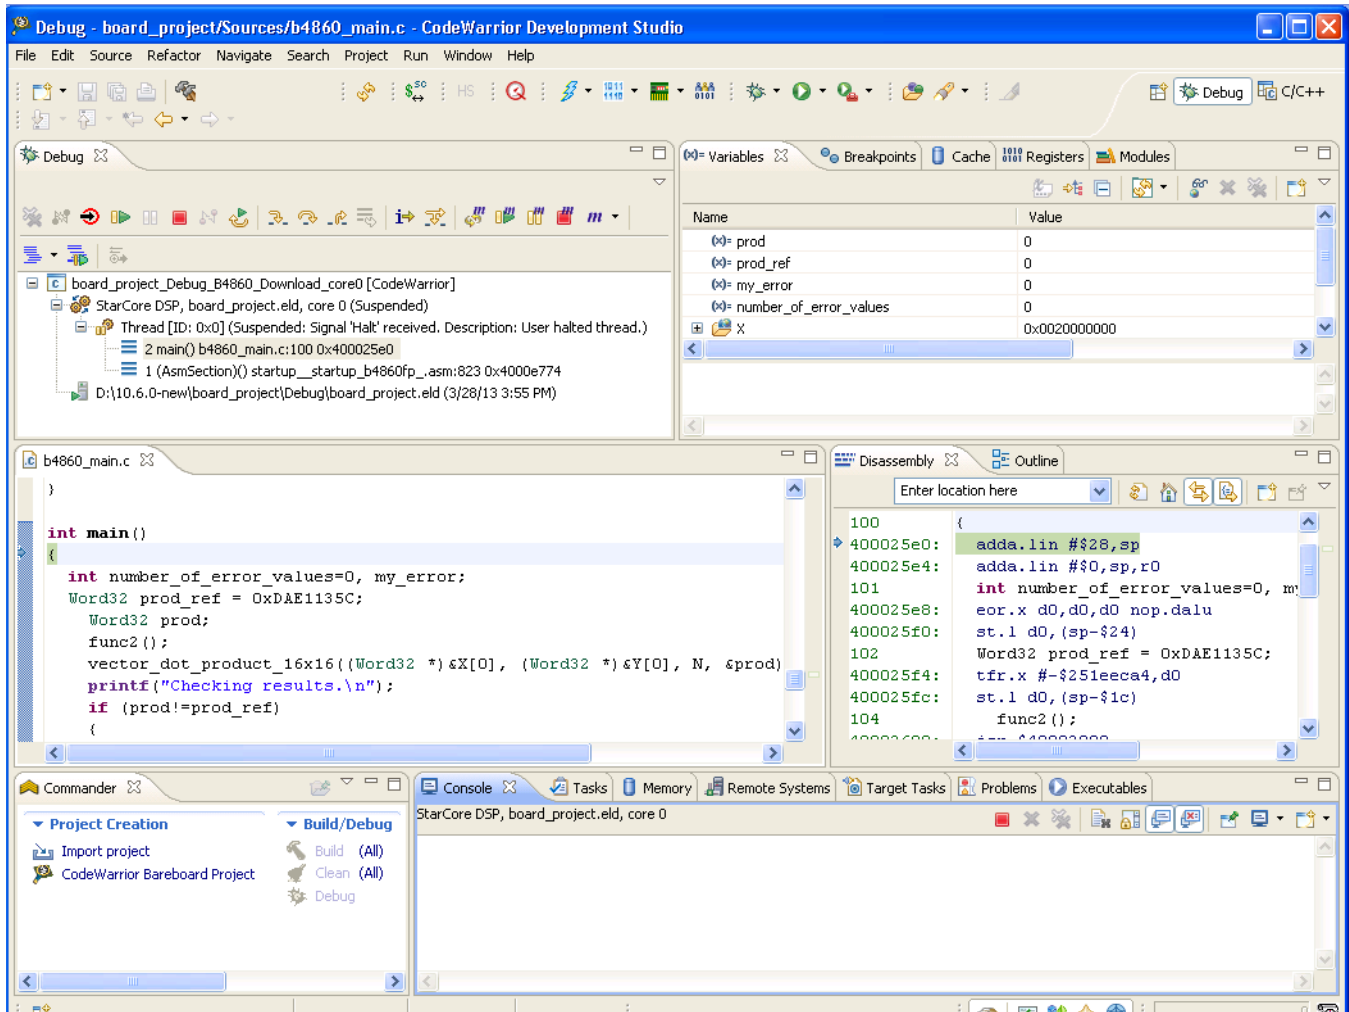 Debug - board_project/Sources/b4860_main.c - CodeWarrior Development Studio
File Edit Source Refactor Navigate Search Project Run Window Help
Debug C/C++
Debug
Variables Breakpoints Cache Registers Modules
Name Value
(x)= prod 0
(x)= prod_ref 0
(x)= my_error 0
(x)= number_of_error_values 0
X 0x0020000000
board_project_Debug_B4860_Download_core0 [CodeWarrior]
StarCore DSP, board_project.eld, core 0 (Suspended)
Thread [ID: 0x0] (Suspended: Signal 'Halt' received. Description: User halted thread.)
2 main() b4860_main.c:100 0x400025e0
1 (AsmSection)() startup__startup_b4860fp_.asm:823 0x4000e774
D:\10.6.0-new\board_project\Debug\board_project.eld (3/28/13 3:55 PM)
b4860_main.c
}
int main()
{
int number_of_error_values=0, my_error;
Word32 prod_ref = 0xDAE1135C;
Word32 prod;
func2();
vector_dot_product_16x16((Word32 *)&X[0], (Word32 *)&Y[0], N, &prod)
printf("Checking results.\n");
if (prod!=prod_ref)
{
Disassembly Outline
Enter location here
100 {
400025e0: adda.lin #$28,sp
400025e4: adda.lin #$0,sp,r0
101 int number_of_error_values=0, my
400025e8: eor.x d0,d0,d0 nop.dalu
400025f0: st.l d0,(sp-$24)
102 Word32 prod_ref = 0xDAE1135C;
400025f4: tfr.x #-$251eeca4,d0
400025fc: st.l d0,(sp-$1c)
104 func2();
Commander
Project Creation
Import project
CodeWarrior Bareboard Project
Build/Debug
Build (All)
Clean (All)
Debug
Console Tasks Memory Remote Systems Target Tasks Problems Executables
StarCore DSP, board_project.eld, core 0